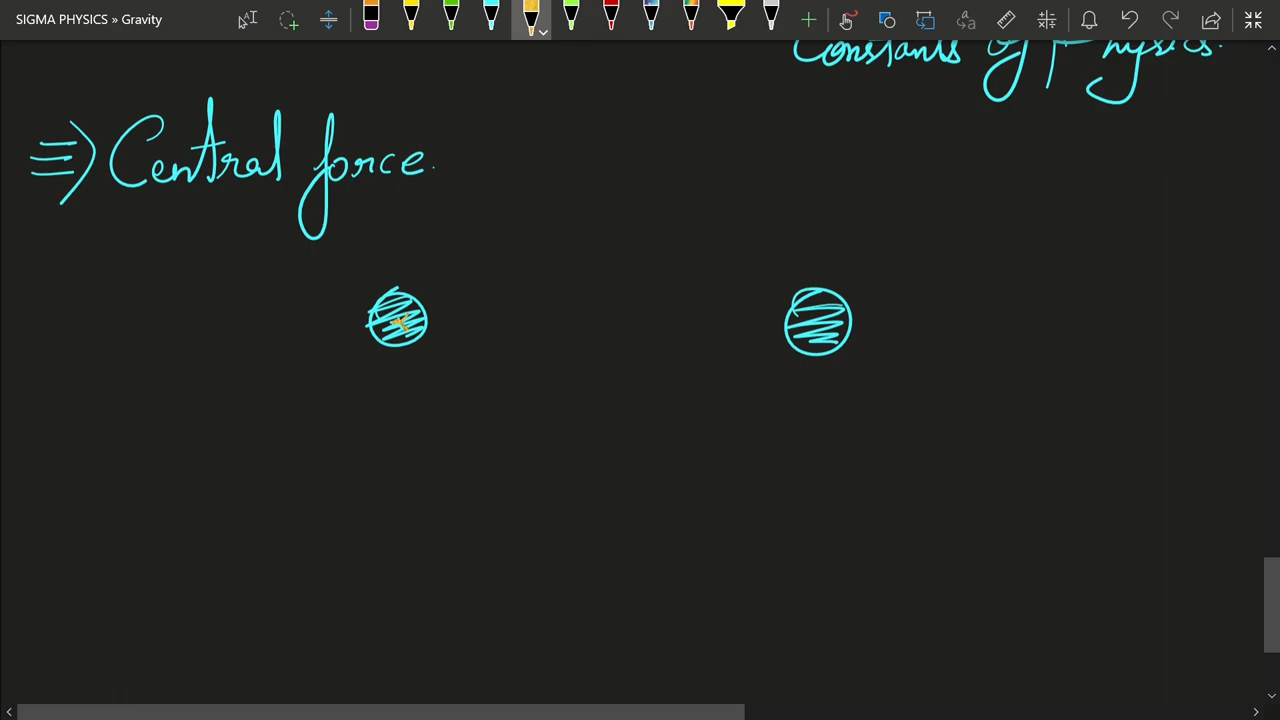 SIGMA PHYSICS » Gravity
Constants of Physics.
⇒ Central force.